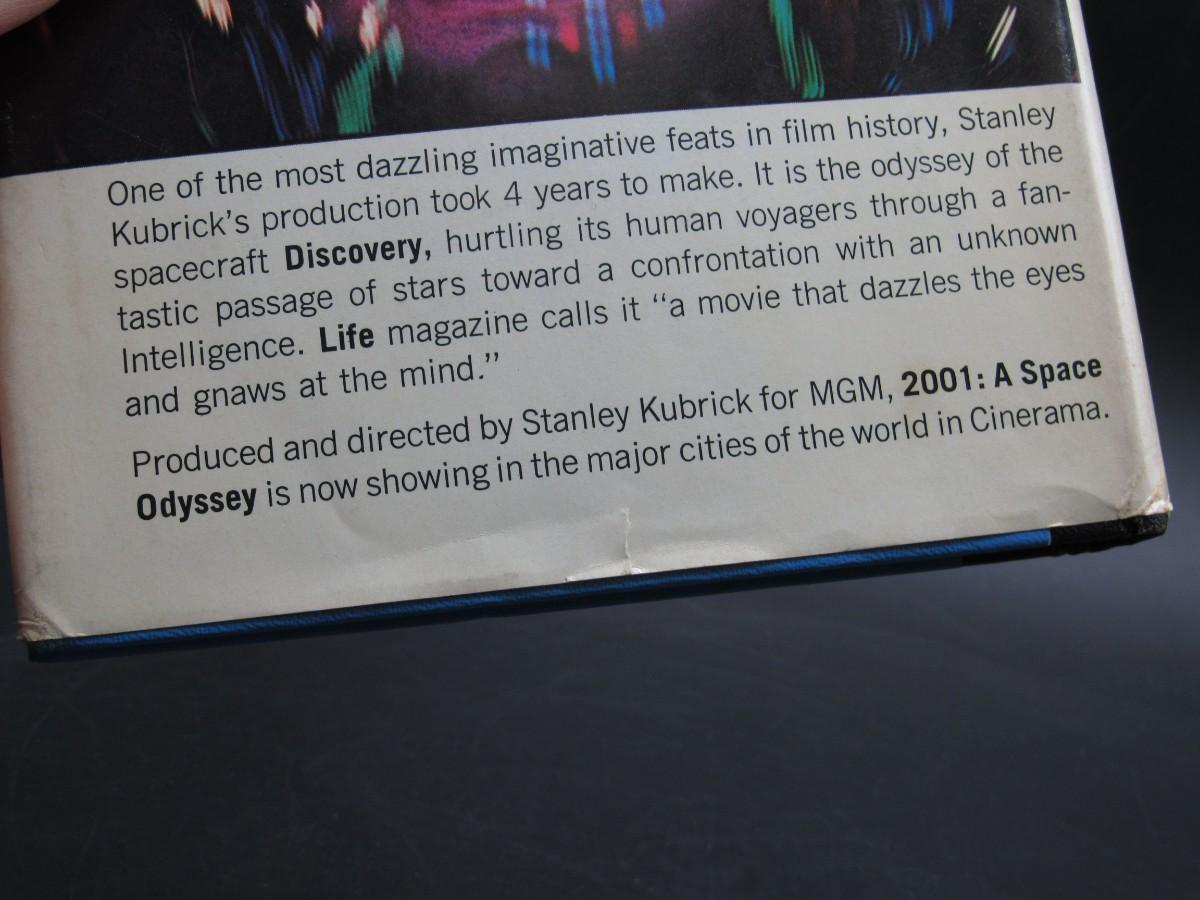 One of the most dazzling imaginative feats in film history, Stanley
Kubrick's production took 4 years to make. It is the odyssey of the
spacecraft Discovery, hurtling its human voyagers through a fan-
tastic passage of stars toward a confrontation with an unknown
Intelligence. Life magazine calls it “a movie that dazzles the eyes
and gnaws at the mind.”
Produced and directed by Stanley Kubrick for MGM, 2001: A Space
Odyssey is now showing in the major cities of the world in Cinerama.